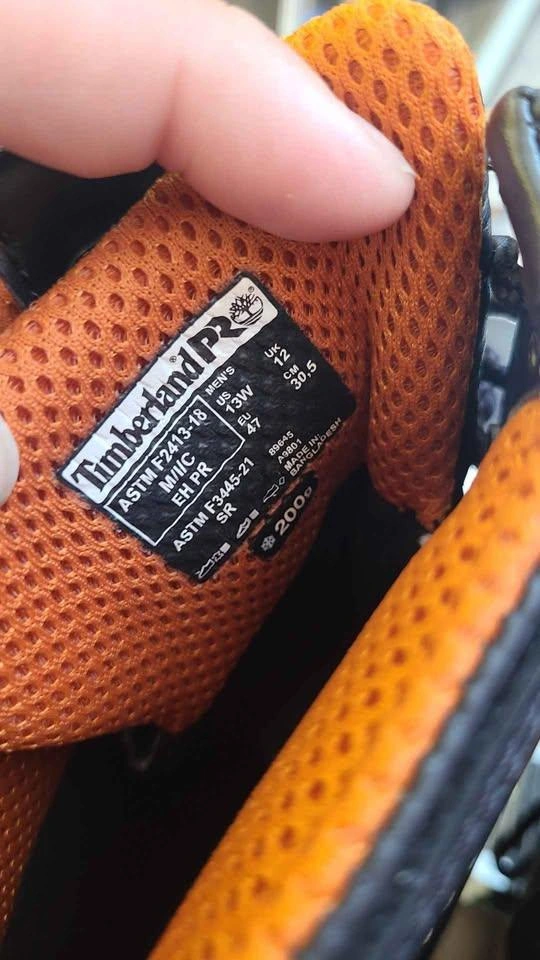 Timberland PRO
®
®
ASTM F2413-18
M/I/C
EH PR
ASTM F3445-21
SR
MEN'S
US
13W
EU
47
UK
12
CM
30,5
89645
A9801
MADE IN
BANGLADESH
200g